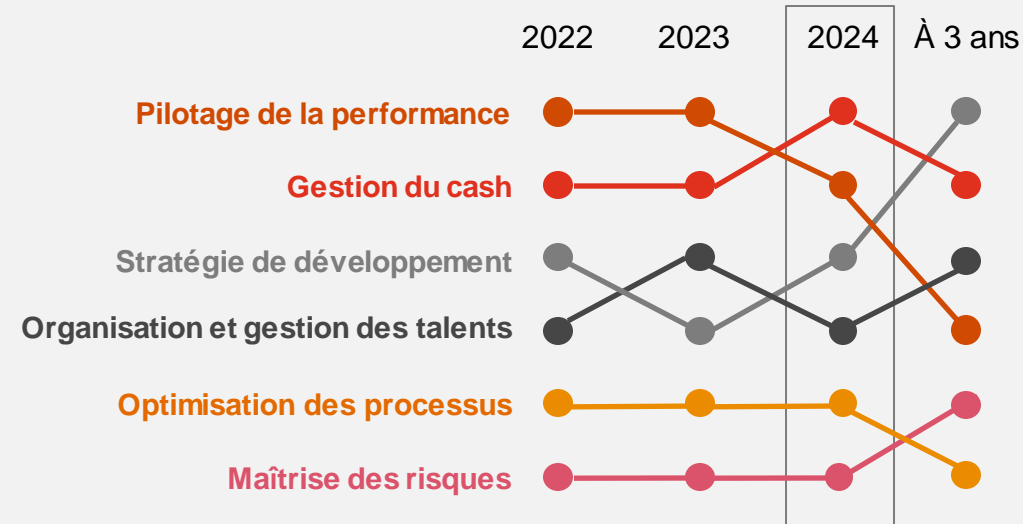 2022 2023 2024 À 3 ans
Pilotage de la performance
Gestion du cash
Stratégie de développement
Organisation et gestion des talents
Optimisation des processus
Maîtrise des risques